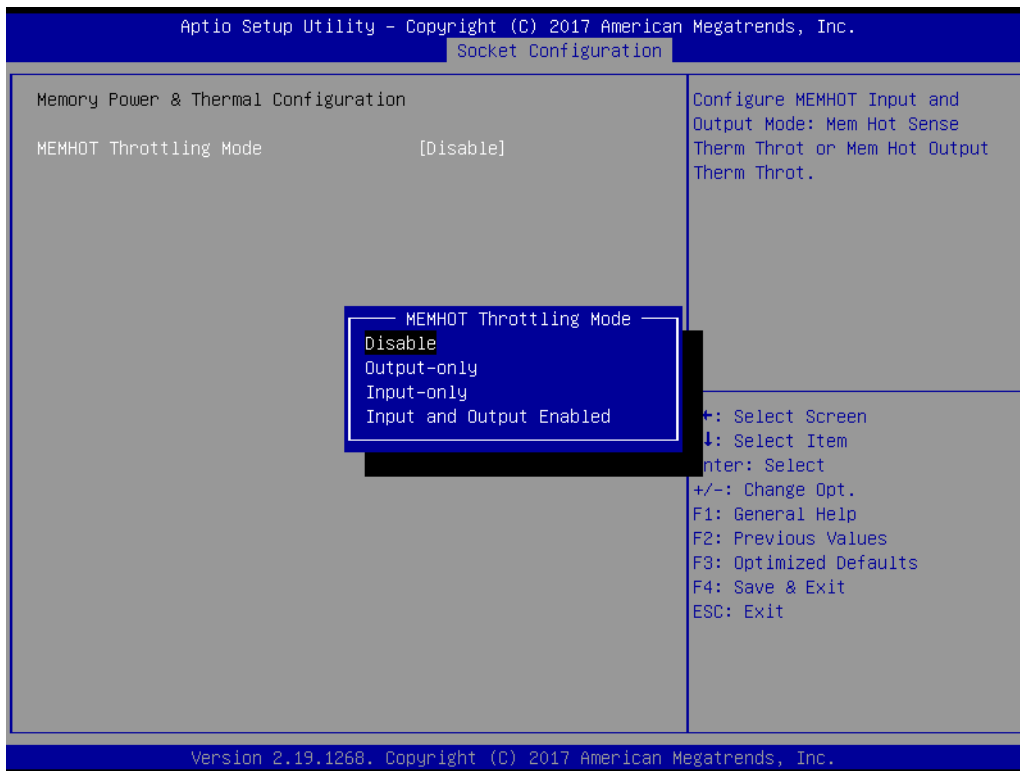 Aptio Setup Utility – Copyright (C) 2017 American Megatrends, Inc.
Socket Configuration
Memory Power & Thermal Configuration
MEMHOT Throttling Mode [Disable]
Configure MEMHOT Input and
Output Mode: Mem Hot Sense
Therm Throt or Mem Hot Output
Therm Throt.
MEMHOT Throttling Mode
Disable
Output-only
Input-only
Input and Output Enabled
: Select Screen
: Select Item
nter: Select
+/-: Change Opt.
F1: General Help
F2: Previous Values
F3: Optimized Defaults
F4: Save & Exit
ESC: Exit
Version 2.19.1268. Copyright (C) 2017 American Megatrends, Inc.